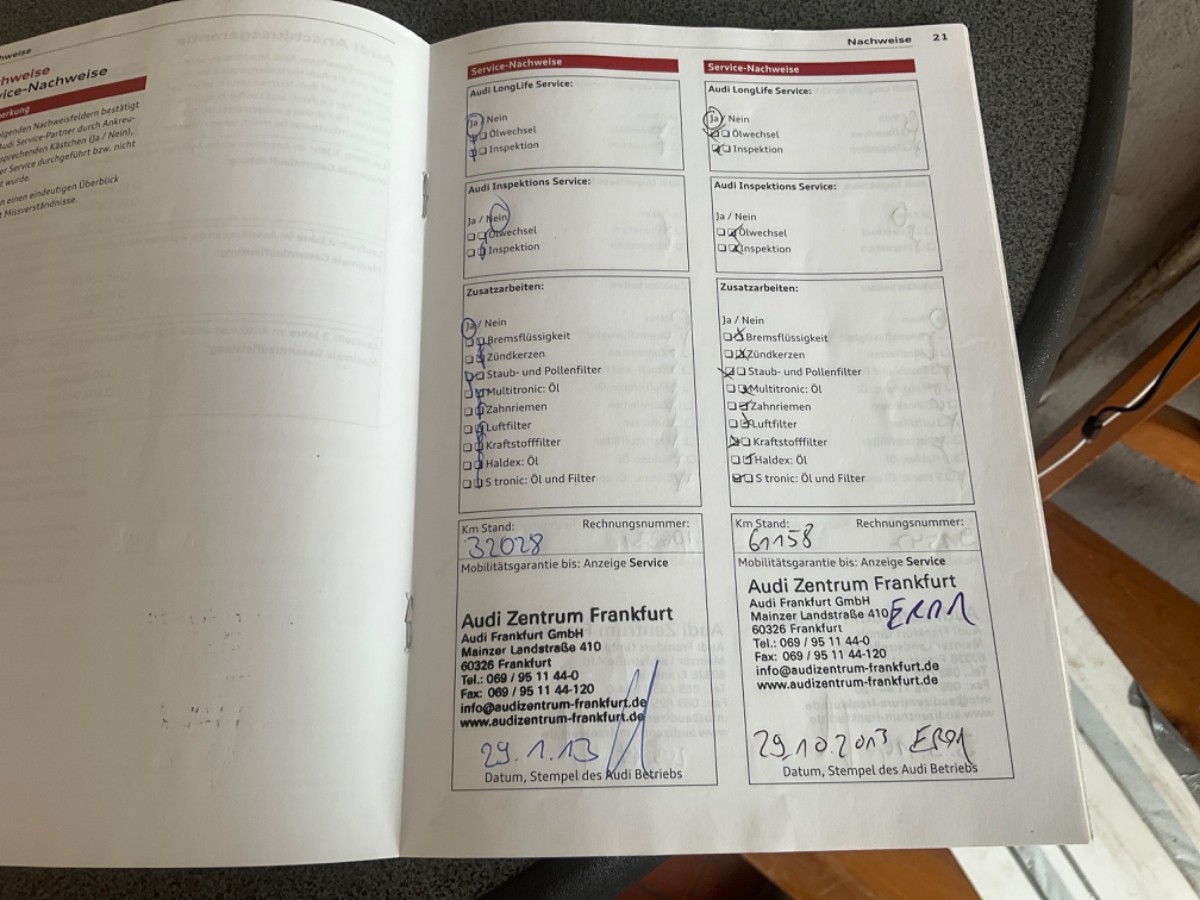 hweise
hweise
vice-Nachweise
erkung
lgenden Nachweisfeldern bestätigt
udi Service-Partner durch Ankreu-
sprechenden Kästchen (Ja / Nein),
er Service durchgeführt bzw. nicht
t wurde.
n einen eindeutigen Überblick
t Missverständnisse.
Nachweise 21
Service-Nachweise
Audi LongLife Service:
Ja / Nein
Ölwechsel
Inspektion
Audi Inspektions Service:
Ja / Nein
Ölwechsel
Inspektion
Zusatzarbeiten:
Ja / Nein
Bremsflüssigkeit
Zündkerzen
Staub- und Pollenfilter
Multitronic: Öl
Zahnriemen
Luftfilter
Kraftstofffilter
Haldex: Öl
S tronic: Öl und Filter
Km Stand: Rechnungsnummer:
32028
Mobilitätsgarantie bis: Anzeige Service
Audi Zentrum Frankfurt
Audi Frankfurt GmbH
Mainzer Landstraße 410
60326 Frankfurt
Tel.: 069 / 95 11 44-0
Fax: 069 / 95 11 44-120
info@audizentrum-frankfurt.de
www.audizentrum-frankfurt.de
29.1.13
Datum, Stempel des Audi Betriebs
Service-Nachweise
Audi LongLife Service:
Ja / Nein
Ölwechsel
Inspektion
Audi Inspektions Service:
Ja / Nein
Ölwechsel
Inspektion
Zusatzarbeiten:
Ja / Nein
Bremsflüssigkeit
Zündkerzen
Staub- und Pollenfilter
Multitronic: Öl
Zahnriemen
Luftfilter
Kraftstofffilter
Haldex: Öl
S tronic: Öl und Filter
Km Stand: Rechnungsnummer:
61158
Mobilitätsgarantie bis: Anzeige Service
Audi Zentrum Frankfurt
Audi Frankfurt GmbH
Mainzer Landstraße 410
60326 Frankfurt
Tel.: 069 / 95 11 44-0
Fax: 069 / 95 11 44-120
info@audizentrum-frankfurt.de
www.audizentrum-frankfurt.de
29.10.2013
Datum, Stempel des Audi Betriebs